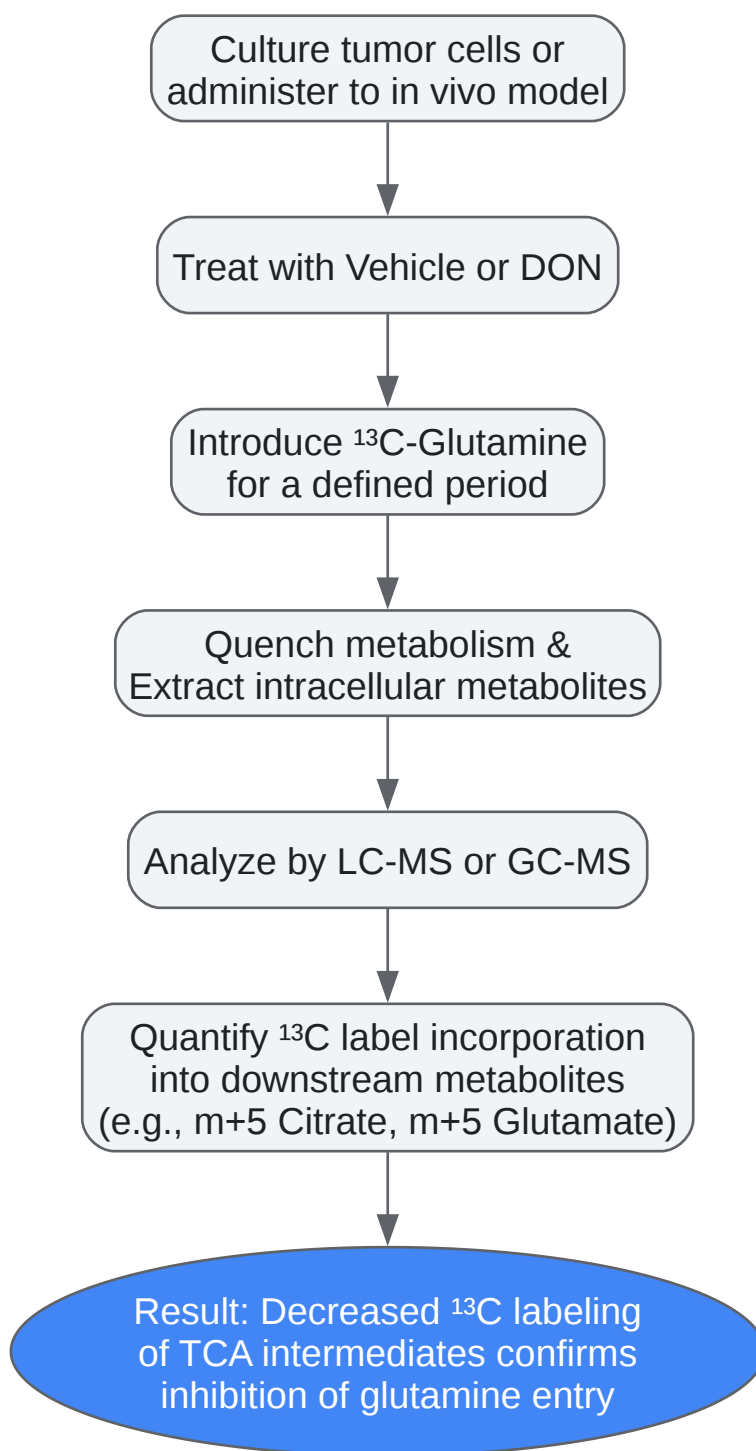 Culture tumor cells or
administer to in vivo model
Treat with Vehicle or DON
Introduce ¹³C-Glutamine
for a defined period
Quench metabolism &
Extract intracellular metabolites
Analyze by LC-MS or GC-MS
Quantify ¹³C label incorporation
into downstream metabolites
(e.g., m+5 Citrate, m+5 Glutamate)
Result: Decreased ¹³C labeling
of TCA intermediates confirms
inhibition of glutamine entry